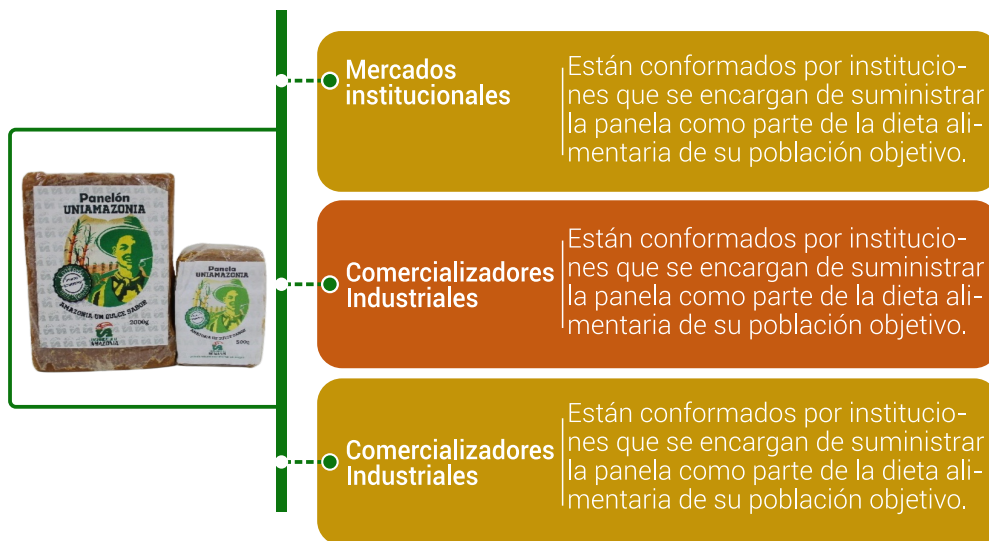 Mercados
institucionales
Están conformados por institucio-
nes que se encargan de suministrar
la panela como parte de la dieta ali-
mentaria de su población objetivo.
Comercializadores
Industriales
Están conformados por institucio-
nes que se encargan de suministrar
la panela como parte de la dieta ali-
mentaria de su población objetivo.
Comercializadores
Industriales
Están conformados por institucio-
nes que se encargan de suministrar
la panela como parte de la dieta ali-
mentaria de su población objetivo.
Panelón
UNIAMAZONIA
AMAZONIA UN DULCE SABOR
Panela
UNIAMAZONIA
AMAZONIA UN DULCE SABOR